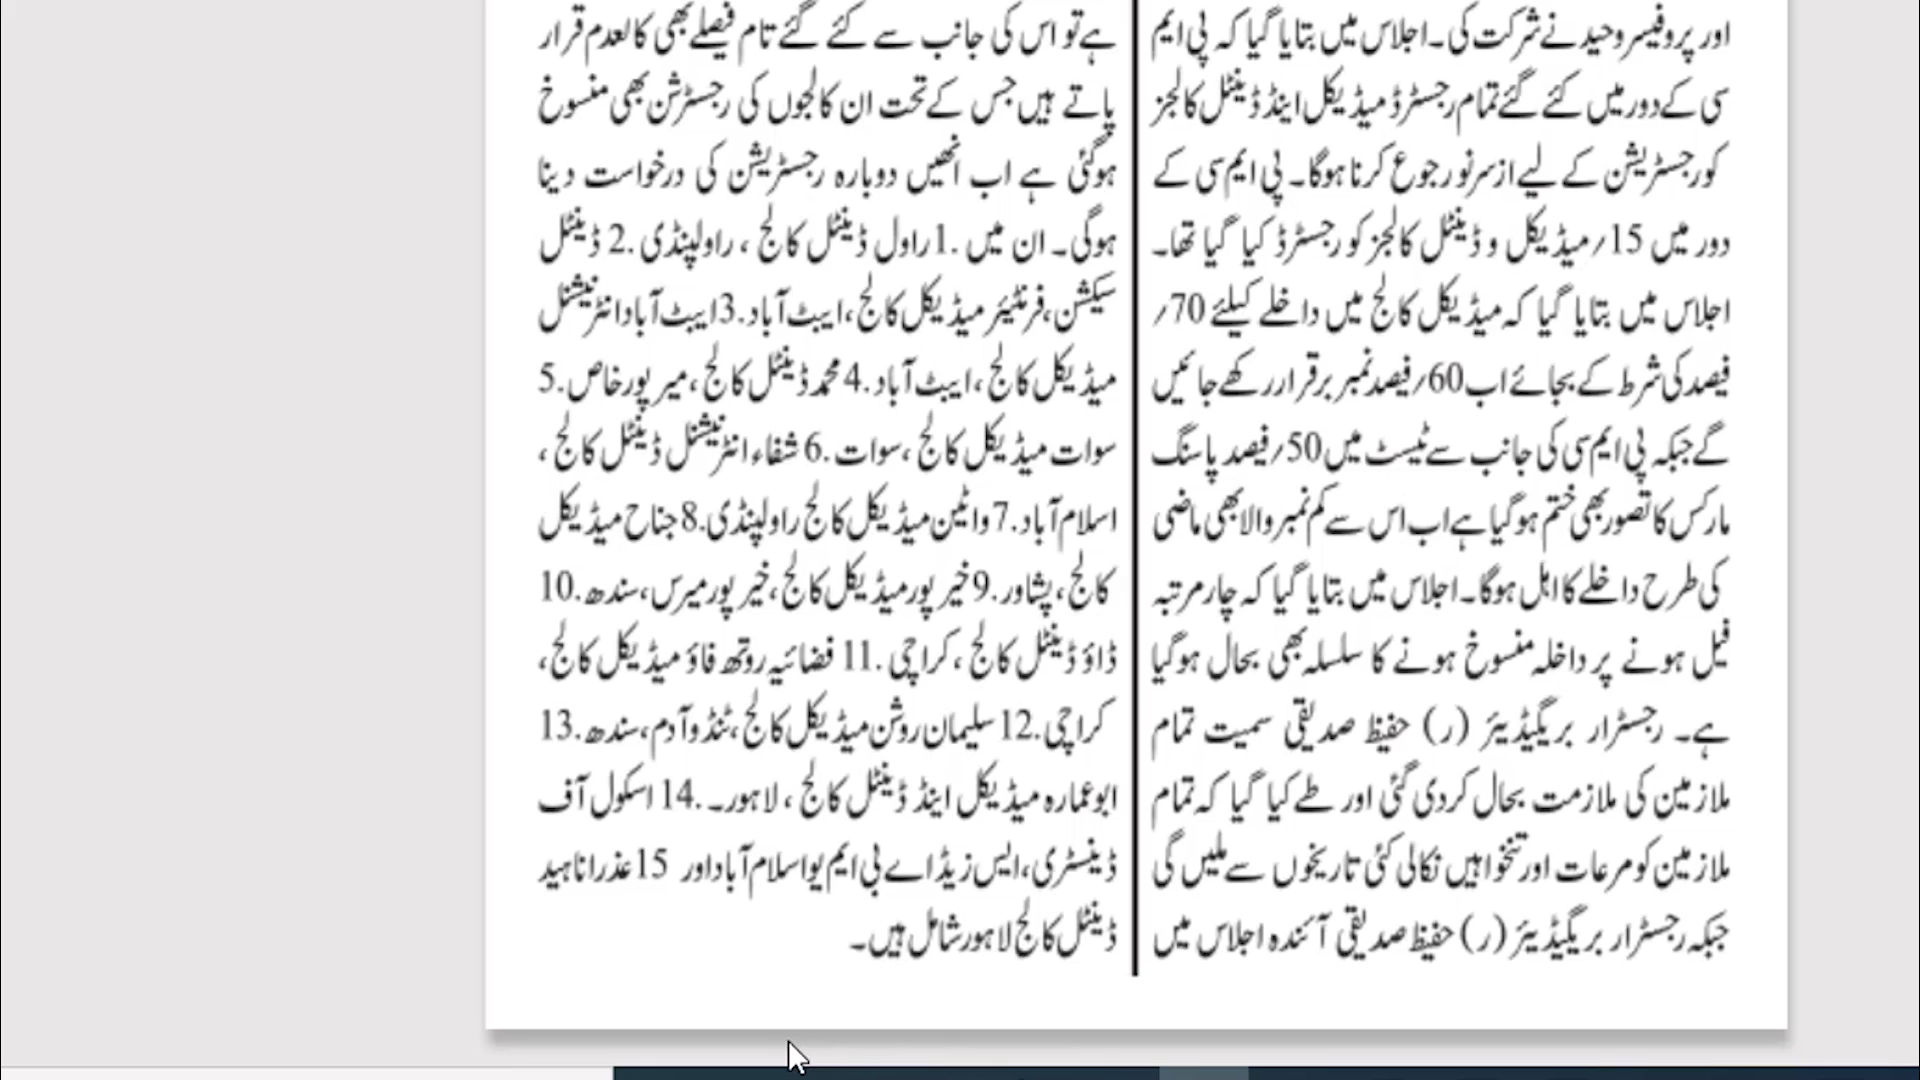 اور پروفیسر وحید نے شرکت کی۔ اجلاس میں بتایا گیا کہ پی ایم
سی کے دور میں کئے گئے تمام رجسٹرڈ میڈیکل اینڈ ڈینٹل کالجز
کو رجسٹریشن کے لیے ازسرنو رجوع کرنا ہوگا۔ پی ایم سی کے
دور میں 15؍ میڈیکل و ڈینٹل کالجز کو رجسٹرڈ کیا گیا تھا۔
اجلاس میں بتایا گیا کہ میڈیکل کالج میں داخلے کیلئے 70؍
فیصد کی شرط کے بجائے اب 60؍ فیصد نمبر برقرار رکھے جائیں
گے جبکہ پی ایم سی کی جانب سے ٹیسٹ میں 50؍ فیصد پاسنگ
مارکس کا تصور بھی ختم ہوگیا ہے اب اس سے کم نمبر والا بھی ماضی
کی طرح داخلے کا اہل ہوگا۔ اجلاس میں بتایا گیا کہ چار مرتبہ
فیل ہونے پر داخلہ منسوخ ہونے کا سلسلہ بھی بحال ہوگیا
ہے۔ رجسٹرار بریگیڈیئر (ر) حفیظ صدیقی سمیت تمام
ملازمین کی ملازمت بحال کردی گئی اور طے کیا گیا کہ تمام
ملازمین کو مرعات اور تنخواہیں نکالی گئی تاریخوں سے ملیں گی
جبکہ رجسٹرار بریگیڈیئر (ر) حفیظ صدیقی آئندہ اجلاس میں
ہے تو اس کی جانب سے کئے گئے تام فیصلے بھی کالعدم قرار
پاتے ہیں جس کے تحت ان کالجوں کی رجسٹرشن بھی منسوخ
ہوگئی ہے اب انھیں دوبارہ رجسٹریشن کی درخواست دینا
ہوگی۔ ان میں .1 راول ڈینٹل کالج ، راولپنڈی .2 ڈینٹل
سیکشن، فرنٹیئر میڈیکل کالج، ایبٹ آباد .3 ایبٹ آباد انٹرنیشنل
میڈیکل کالج، ایبٹ آباد .4 محمد ڈینٹل کالج، میر پورخاص .5
سوات میڈیکل کالج ، سوات .6 شفاء انٹرنیشنل ڈینٹل کالج ،
اسلام آباد .7 واٹین میڈیکل کالج راولپنڈی .8 جناح میڈیکل
کالج، پشاور .9 خیر پور میڈیکل کالج، خیر پور میرس، سندھ .10
ڈاؤ ڈینٹل کالج ، کراچی .11 فضائیہ روتھ فاؤ میڈیکل کالج،
کراچی .12 سلیمان روشن میڈیکل کالج، ٹنڈو آدم، سندھ .13
ابوعمارہ میڈیکل اینڈ ڈینٹل کالج ، لاہور۔ .14 اسکول آف
ڈینسٹری، ایس زیڈ اے بی ایم یو اسلام آباد اور 15 عذرا ناہید
ڈینٹل کالج لاہور شامل ہیں۔